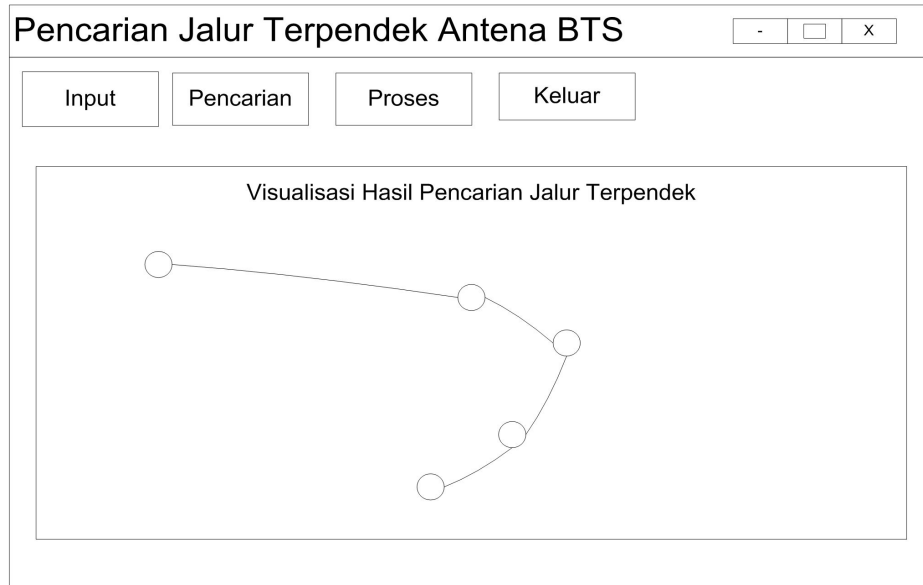 Pencarian Jalur Terpendek Antena BTS
- X
Input Pencarian Proses Keluar
Visualisasi Hasil Pencarian Jalur Terpendek